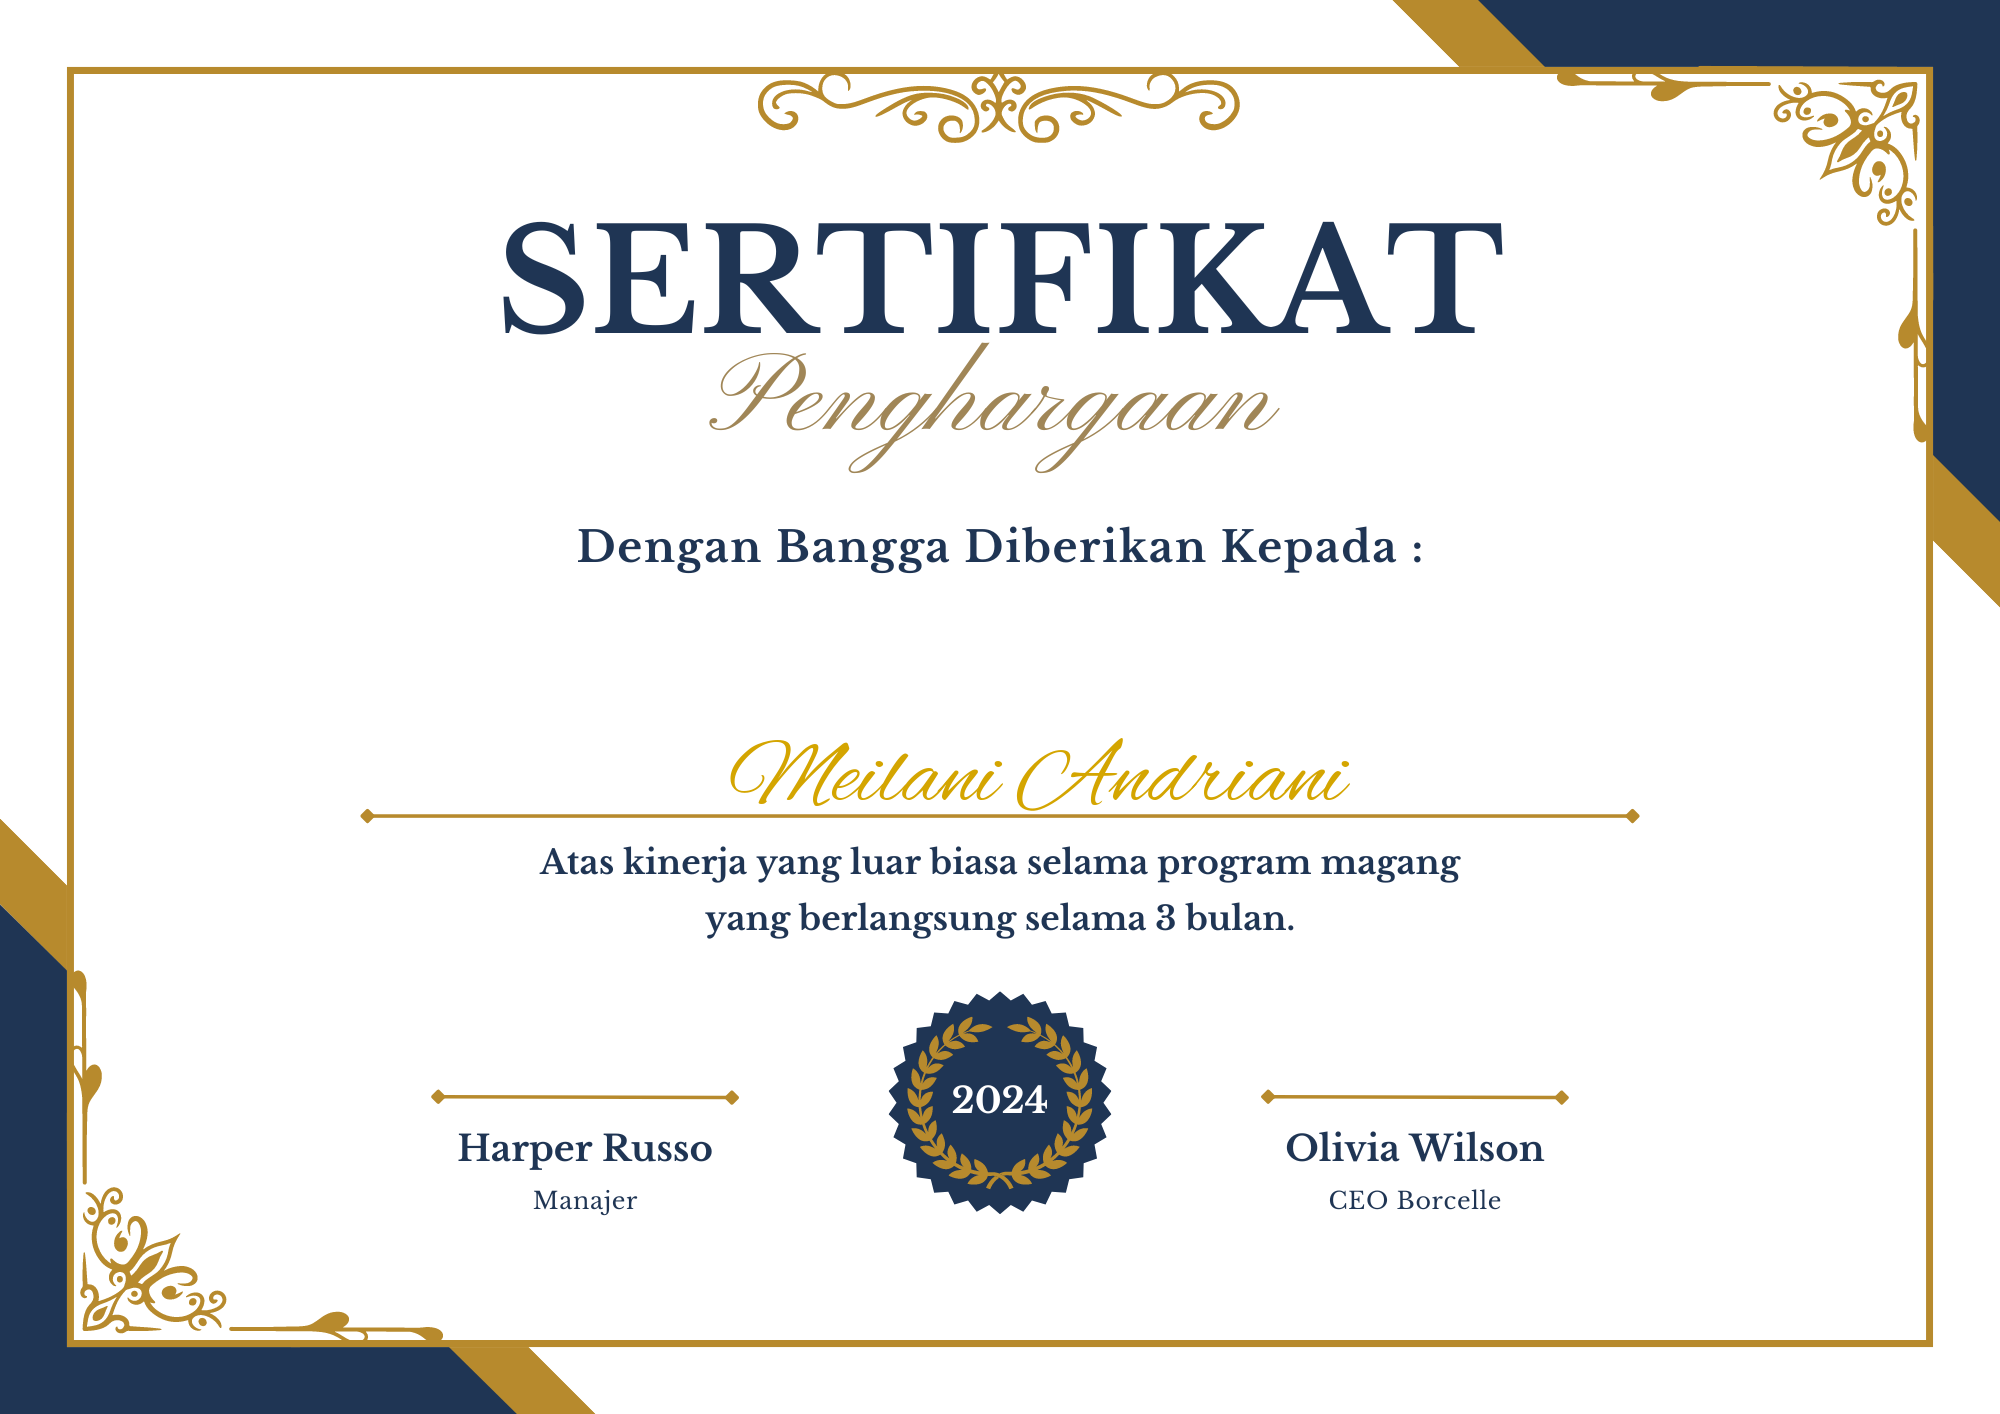 SERTIFIKAT
Penghargaan
Dengan Bangga Diberikan Kepada :
Meilani Andriani
Atas kinerja yang luar biasa selama program magang
yang berlangsung selama 3 bulan.
2024
Harper Russo
Manajer
Olivia Wilson
CEO Borcelle